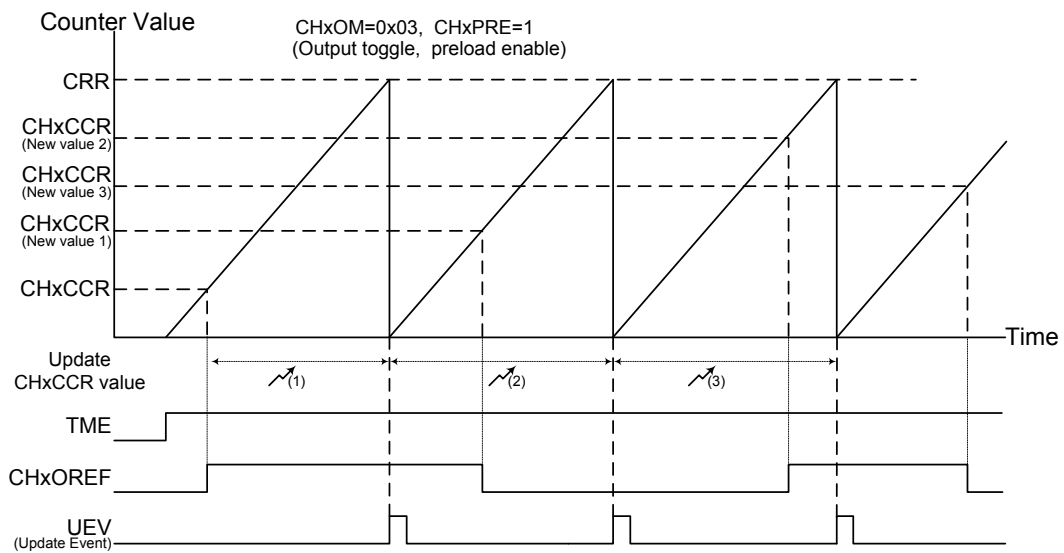 Counter Value
CHxOM=0x03, CHxPRE=1
(Output toggle, preload enable)
CRR
CHxCCR
(New value 2)
CHxCCR
(New value 3)
CHxCCR
(New value 1)
CHxCCR
Time
Update
CHxCCR value
(1)
(2)
(3)
TME
CHxOREF
UEV
(Update Event)